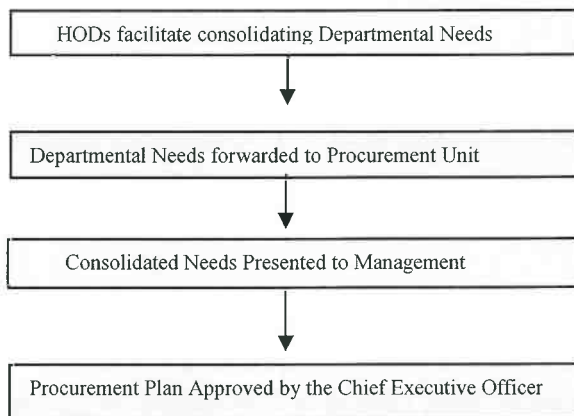 HODs facilitate consolidating Departmental Needs
Departmental Needs forwarded to Procurement Unit
Consolidated Needs Presented to Management
Procurement Plan Approved by the Chief Executive Officer